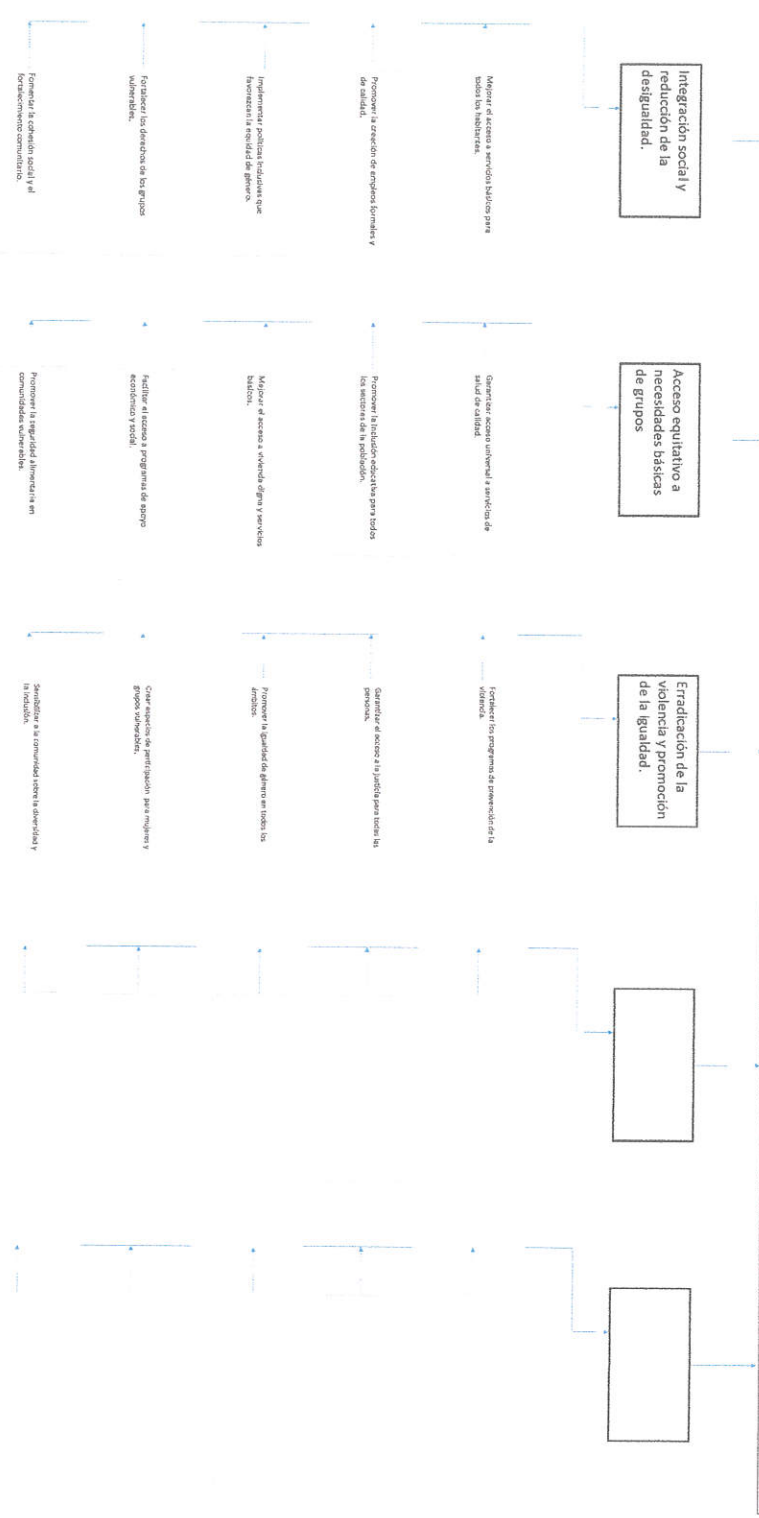 Integración social y
reducción de la
desigualdad.
Mejorar el acceso a servicios básicos para
todos los habitantes.
Promover la creación de empleos formales y
de calidad.
Implementar políticas inclusivas que
favorezcan la equidad de género.
Fortalecer los derechos de los grupos
vulnerables.
Fomentar la cohesión social y el
fortalecimiento comunitario.
Acceso equitativo a
necesidades básicas
de grupos
Garantizar acceso universal a servicios de
salud de calidad.
Promover la inclusión educativa para todos
los sectores de la población.
Mejorar el acceso a vivienda digna y servicios
básicos.
Facilitar el acceso a programas de apoyo
económico y social.
Promover la seguridad alimentaria en
comunidades vulnerables.
Erradicación de la
violencia y promoción
de la igualdad.
Fortalecer los programas de prevención de la
violencia.
Garantizar el acceso a la justicia para todas las
personas.
Promover la igualdad de género en todos los
ámbitos.
Crear espacios de participación para mujeres y
grupos vulnerables.
Sensibilizar a la comunidad sobre la diversidad y
la inclusión.